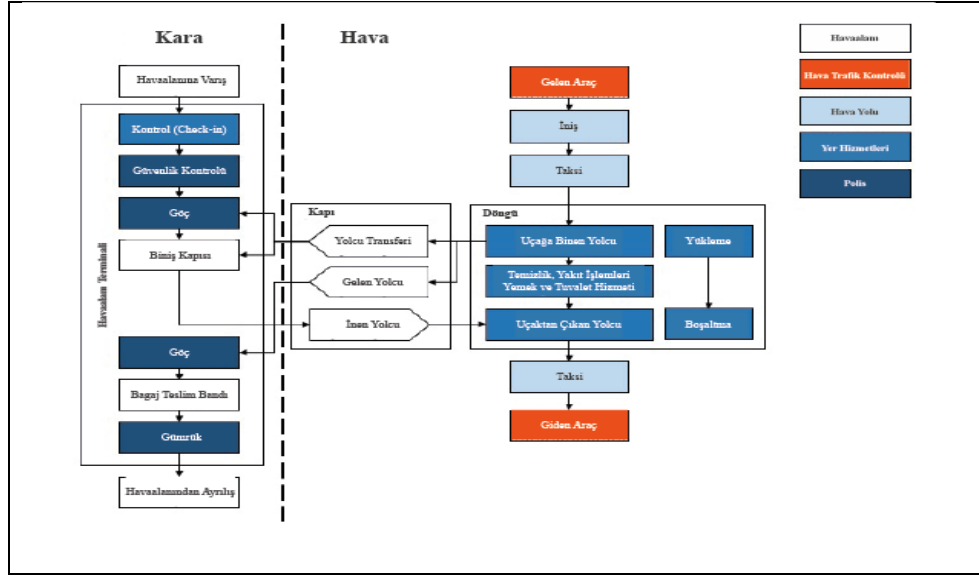 Kara
Hava
Havaalanı
Hava Trafik Kontrolü
Hava Yolu
Yer Hizmetleri
Polis
Havaalanına Varış
Kontrol (Check-in)
Güvenlik Kontrolü
Göç
Biniş Kapısı
Havaalanı Terminali
Göç
Bagaj Teslim Bandı
Gümrük
Havaalanından Ayrılış
Kapı
Yolcu Transferi
Gelen Yolcu
İnen Yolcu
Gelen Araç
İniş
Taksi
Döngü
Uçağa Binen Yolcu
Temizlik, Yakıt İşlemleri
Yemek ve Tuvalet Hizmeti
Uçaktan Çıkan Yolcu
Yükleme
Boşaltma
Taksi
Giden Araç